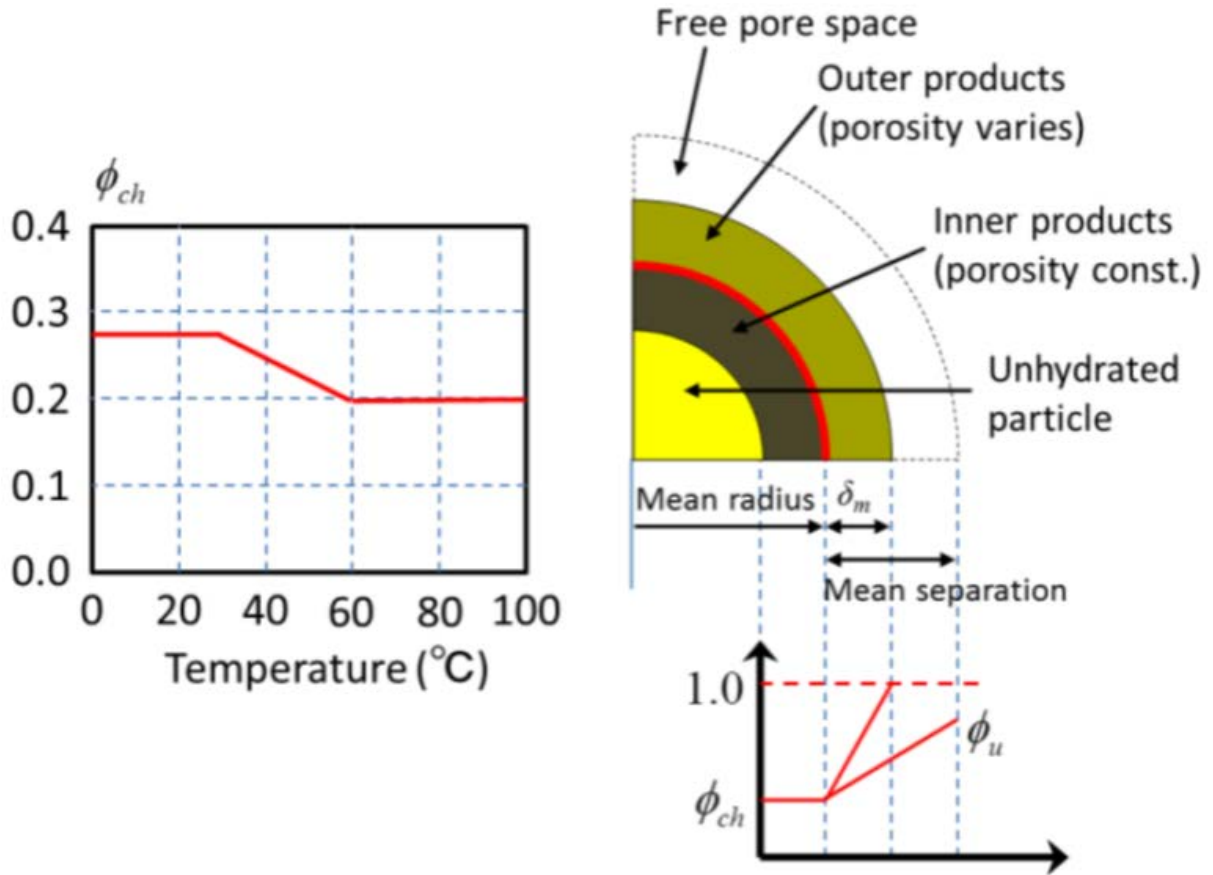 ϕch
0.4
0.3
0.2
0.1
0.0
0 20 40 60 80 100
Temperature (°C)
Free pore space
Outer products
(porosity varies)
Inner products
(porosity const.)
Unhydrated
particle
Mean radius δm
Mean separation
1.0
ϕu
ϕch